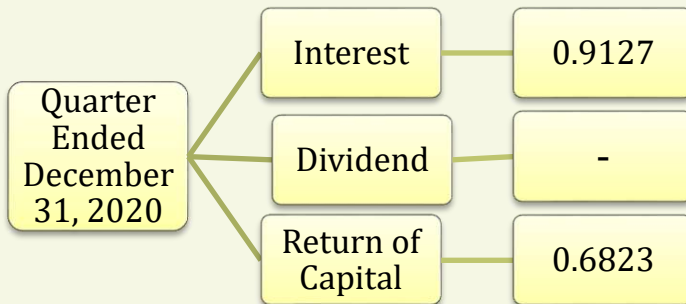 Quarter
Ended
December
31, 2020
Interest
0.9127
Dividend
-
Return of
Capital
0.6823